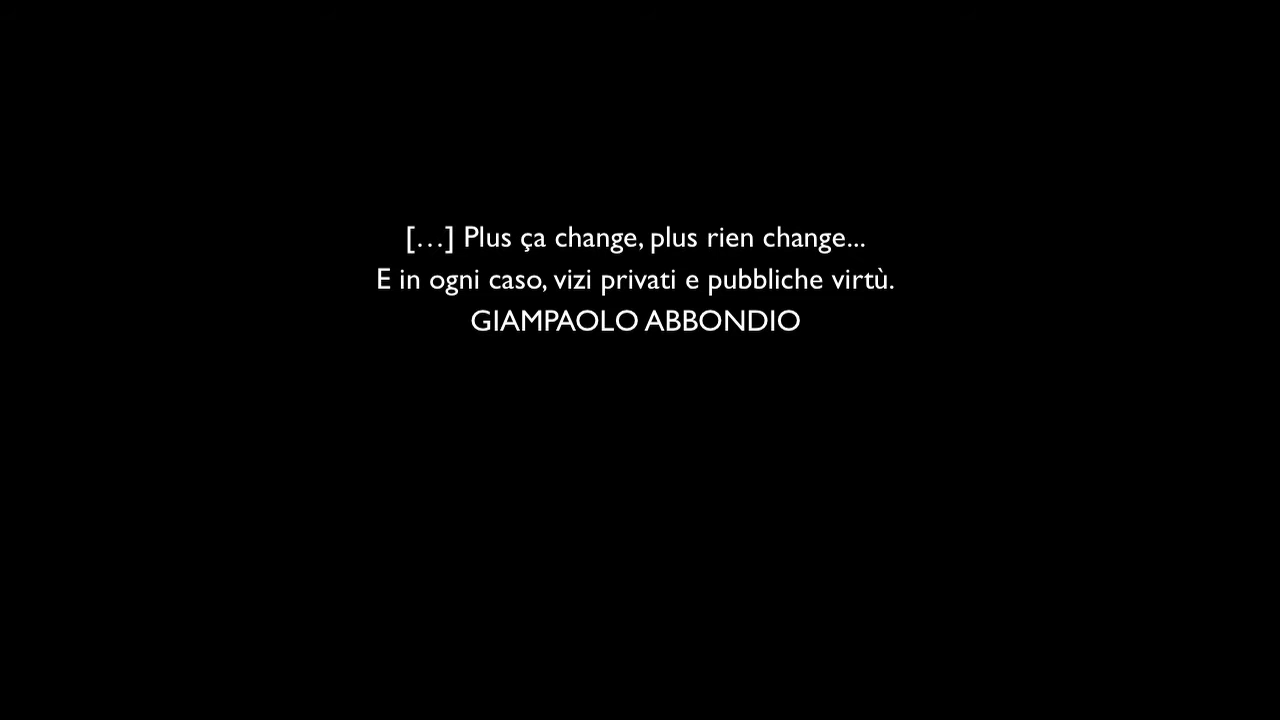 […] Plus ça change, plus rien change...
E in ogni caso, vizi privati e pubbliche virtù.
GIAMPAOLO ABBONDIO